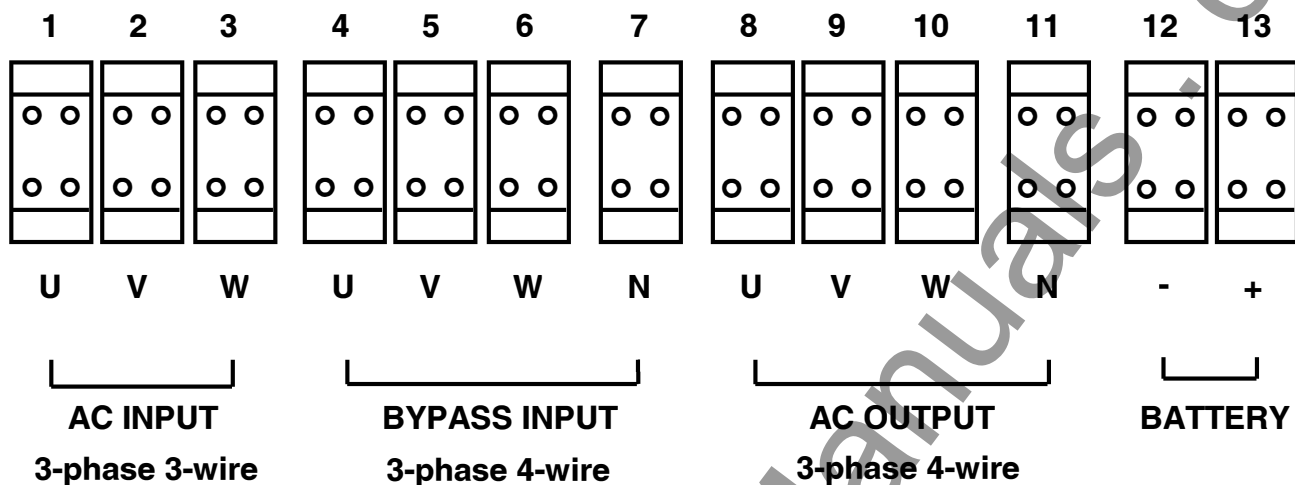 1 2 3 4 5 6 7 8 9 10 11 12 13
U V W U V W N U V W N - +
AC INPUT BYPASS INPUT AC OUTPUT BATTERY
3-phase 3-wire 3-phase 4-wire 3-phase 4-wire